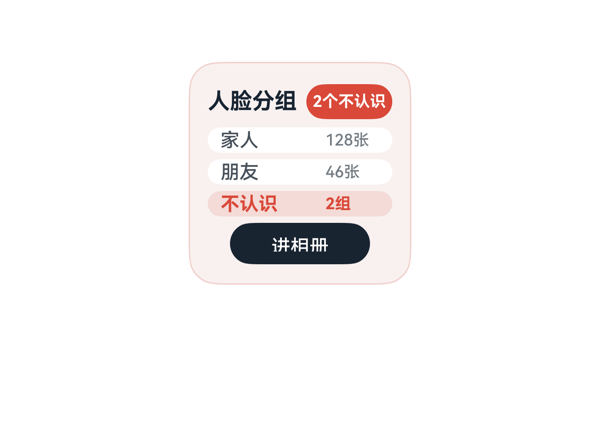 人脸分组
2个不认识
家人 128张
朋友 46张
不认识 2组
进相册